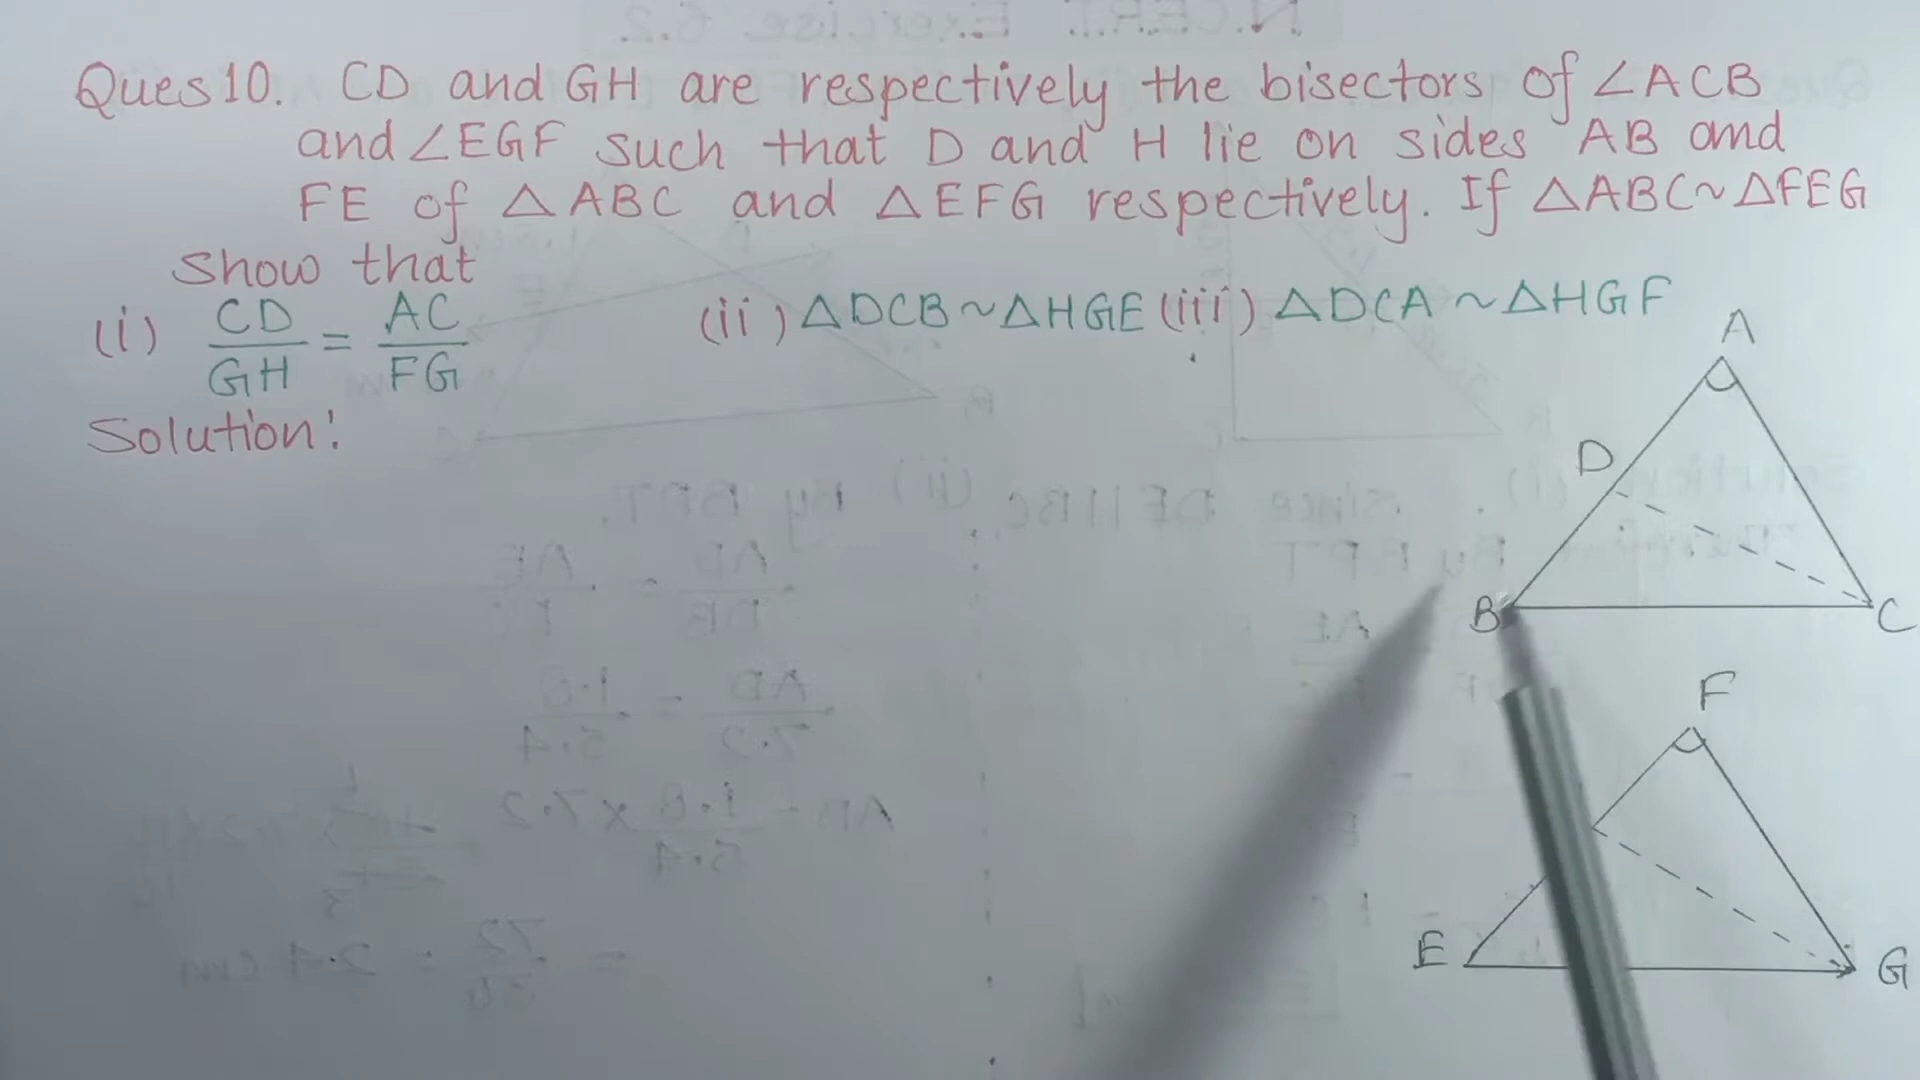 Ques 10. CD and GH are respectively the bisectors of ∠ACB
and ∠EGF such that D and H lie on sides AB and
FE of △ABC and △EFG respectively. If △ABC~△FEG
show that
(i) CD/GH = AC/FG (ii) △DCB~△HGE (iii) △DCA~△HGF
Solution:
A
D
B
C
F
E
G